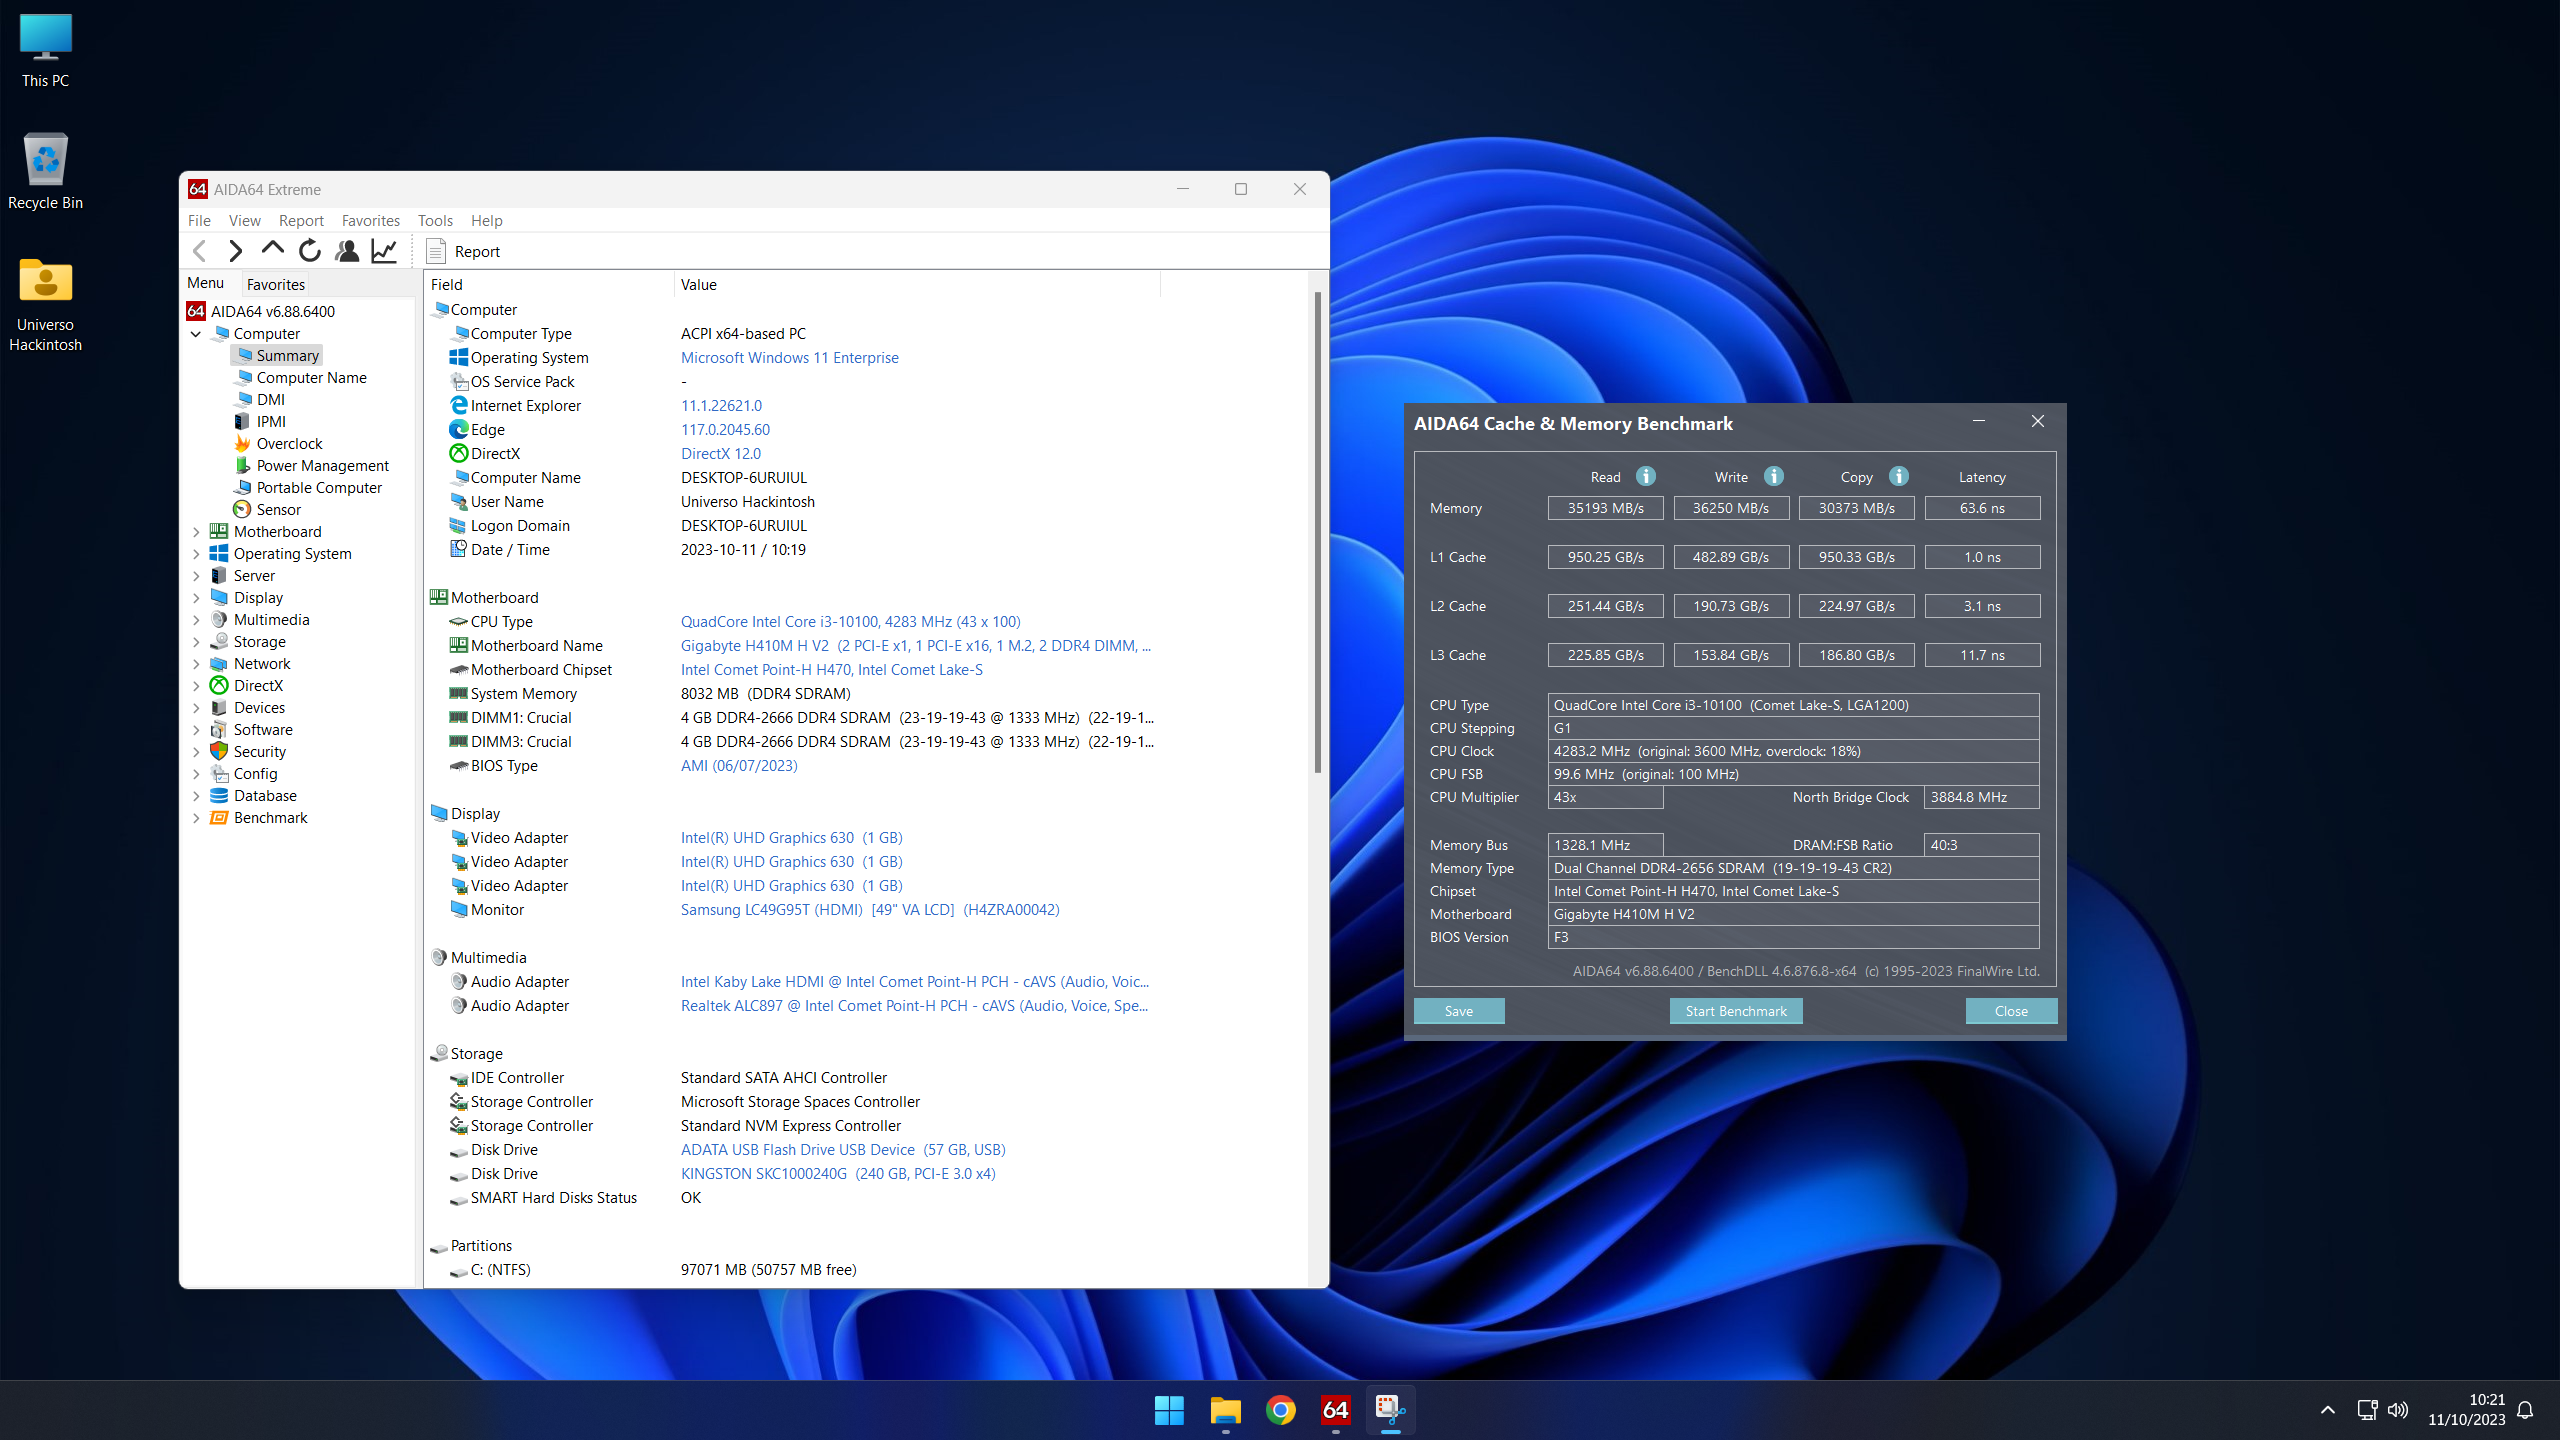 This PC
Recycle Bin
Universo
Hackintosh
64 AIDA64 Extreme
File View Report Favorites Tools Help
Report
Menu Favorites
64 AIDA64 v6.88.6400
Computer
Summary
Computer Name
DMI
IPMI
Overclock
Power Management
Portable Computer
Sensor
Motherboard
Operating System
Server
Display
Multimedia
Storage
Network
DirectX
Devices
Software
Security
Config
Database
Benchmark
Field Value
Computer
Computer Type ACPI x64-based PC
Operating System Microsoft Windows 11 Enterprise
OS Service Pack -
Internet Explorer 11.1.22621.0
Edge 117.0.2045.60
DirectX DirectX 12.0
Computer Name DESKTOP-6URUIUL
User Name Universo Hackintosh
Logon Domain DESKTOP-6URUIUL
Date / Time 2023-10-11 / 10:19
Motherboard
CPU Type QuadCore Intel Core i3-10100, 4283 MHz (43 x 100)
Motherboard Name Gigabyte H410M H V2 (2 PCI-E x1, 1 PCI-E x16, 1 M.2, 2 DDR4 DIMM, ...
Motherboard Chipset Intel Comet Point-H H470, Intel Comet Lake-S
System Memory 8032 MB (DDR4 SDRAM)
DIMM1: Crucial 4 GB DDR4-2666 DDR4 SDRAM (23-19-19-43 @ 1333 MHz) (22-19-1...
DIMM3: Crucial 4 GB DDR4-2666 DDR4 SDRAM (23-19-19-43 @ 1333 MHz) (22-19-1...
BIOS Type AMI (06/07/2023)
Display
Video Adapter Intel(R) UHD Graphics 630 (1 GB)
Video Adapter Intel(R) UHD Graphics 630 (1 GB)
Video Adapter Intel(R) UHD Graphics 630 (1 GB)
Monitor Samsung LC49G95T (HDMI) [49" VA LCD] (H4ZRA00042)
Multimedia
Audio Adapter Intel Kaby Lake HDMI @ Intel Comet Point-H PCH - cAVS (Audio, Voic...
Audio Adapter Realtek ALC897 @ Intel Comet Point-H PCH - cAVS (Audio, Voice, Spe...
Storage
IDE Controller Standard SATA AHCI Controller
Storage Controller Microsoft Storage Spaces Controller
Storage Controller Standard NVM Express Controller
Disk Drive ADATA USB Flash Drive USB Device (57 GB, USB)
Disk Drive KINGSTON SKC1000240G (240 GB, PCI-E 3.0 x4)
SMART Hard Disks Status OK
Partitions
C: (NTFS) 97071 MB (50757 MB free)
AIDA64 Cache & Memory Benchmark
Read Write Copy Latency
Memory 35193 MB/s 36250 MB/s 30373 MB/s 63.6 ns
L1 Cache 950.25 GB/s 482.89 GB/s 950.33 GB/s 1.0 ns
L2 Cache 251.44 GB/s 190.73 GB/s 224.97 GB/s 3.1 ns
L3 Cache 225.85 GB/s 153.84 GB/s 186.80 GB/s 11.7 ns
CPU Type QuadCore Intel Core i3-10100 (Comet Lake-S, LGA1200)
CPU Stepping G1
CPU Clock 4283.2 MHz (original: 3600 MHz, overclock: 18%)
CPU FSB 99.6 MHz (original: 100 MHz)
CPU Multiplier 43x North Bridge Clock 3884.8 MHz
Memory Bus 1328.1 MHz DRAM:FSB Ratio 40:3
Memory Type Dual Channel DDR4-2656 SDRAM (19-19-19-43 CR2)
Chipset Intel Comet Point-H H470, Intel Comet Lake-S
Motherboard Gigabyte H410M H V2
BIOS Version F3
AIDA64 v6.88.6400 / BenchDLL 4.6.876.8-x64 (c) 1995-2023 FinalWire Ltd.
Save Start Benchmark Close
64
10:21
11/10/2023